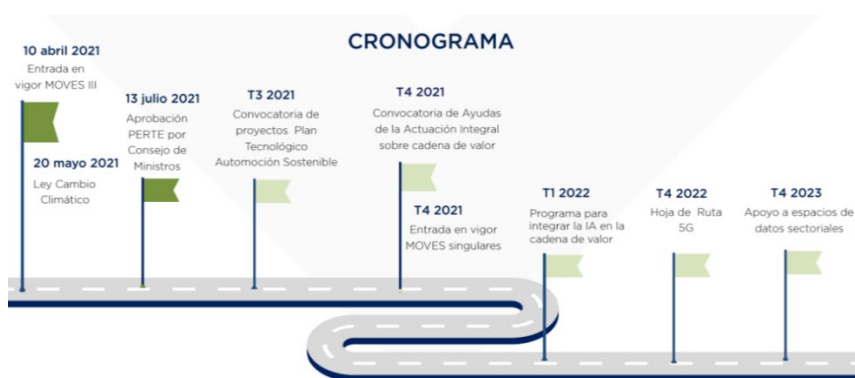 CRONOGRAMA
10 abril 2021
Entrada en
vigor MOVES III
20 mayo 2021
Ley Cambio
Climático
13 julio 2021
Aprobación
PERTE por
Consejo de
Ministros
T3 2021
Convocatoria de
proyectos Plan
Tecnológico
Automoción Sostenible
T4 2021
Convocatoria de Ayudas
de la Actuación Integral
sobre cadena de valor
T4 2021
Entrada en vigor
MOVES singulares
T1 2022
Programa para
integrar la IA en la
cadena de valor
T4 2022
Hoja de Ruta
5G
T4 2023
Apoyo a espacios de
datos sectoriales